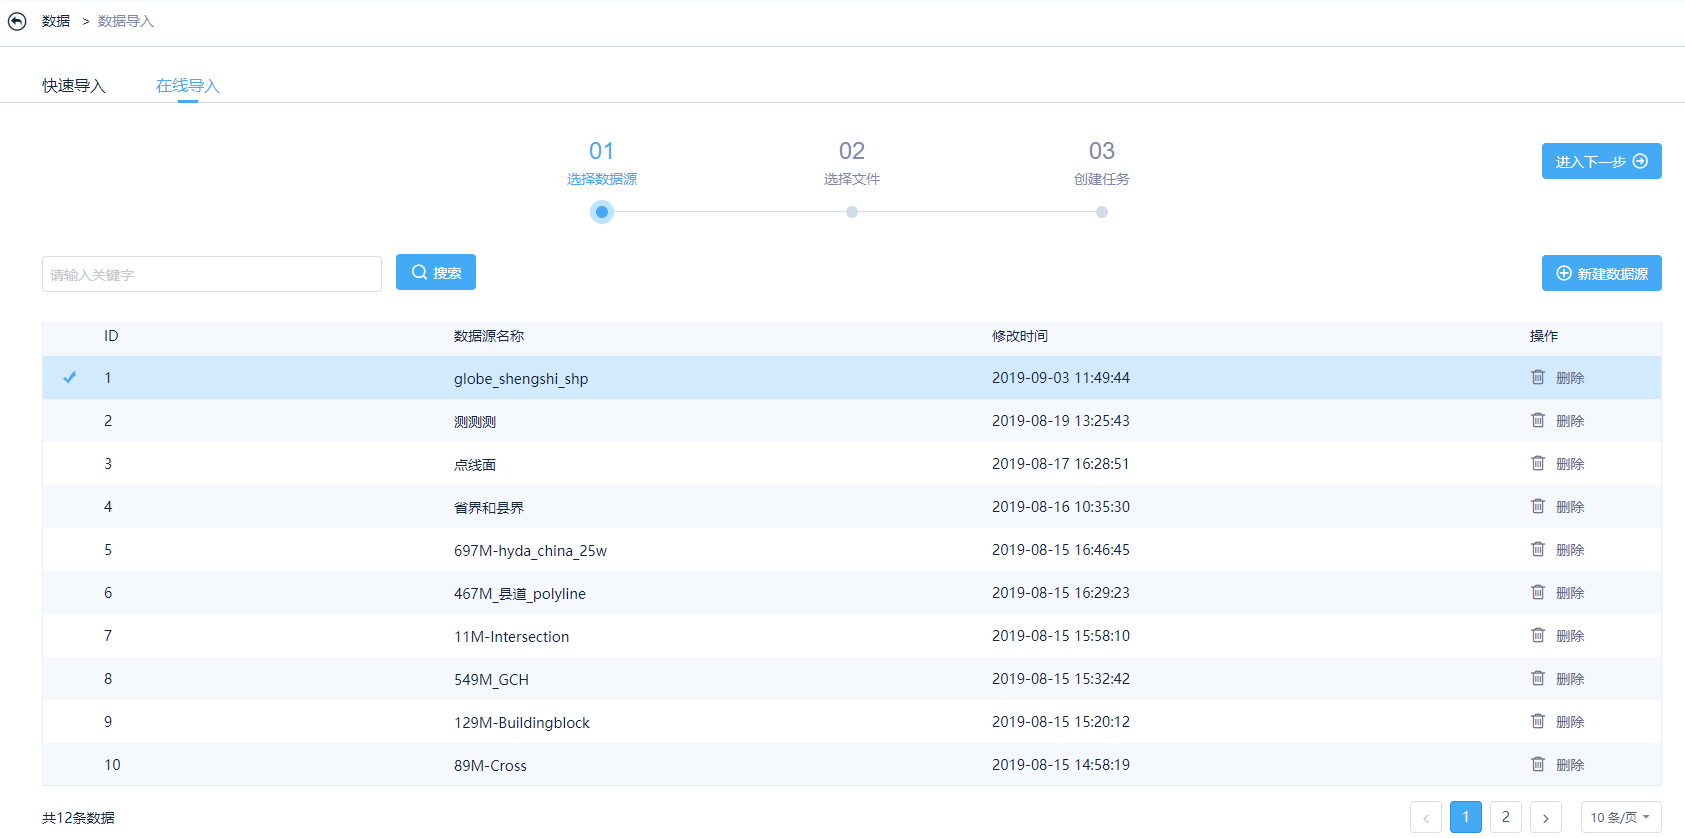 数据 > 数据导入
快速导入 在线导入
01 02 03
选择数据源 选择文件 创建任务
进入下一步
请输入关键字 搜索 新建数据源
ID 数据源名称 修改时间 操作
1 globe_shengshi_shp 2019-09-03 11:49:44 删除
2 测测测 2019-08-19 13:25:43 删除
3 点线面 2019-08-17 16:28:51 删除
4 省界和县界 2019-08-16 10:35:30 删除
5 697M-hyda_china_25w 2019-08-15 16:46:45 删除
6 467M_县道_polyline 2019-08-15 16:29:23 删除
7 11M-Intersection 2019-08-15 15:58:10 删除
8 549M_GCH 2019-08-15 15:32:42 删除
9 129M-Buildingblock 2019-08-15 15:20:12 删除
10 89M-Cross 2019-08-15 14:58:19 删除
共12条数据 < 1 2 > 10 条/页